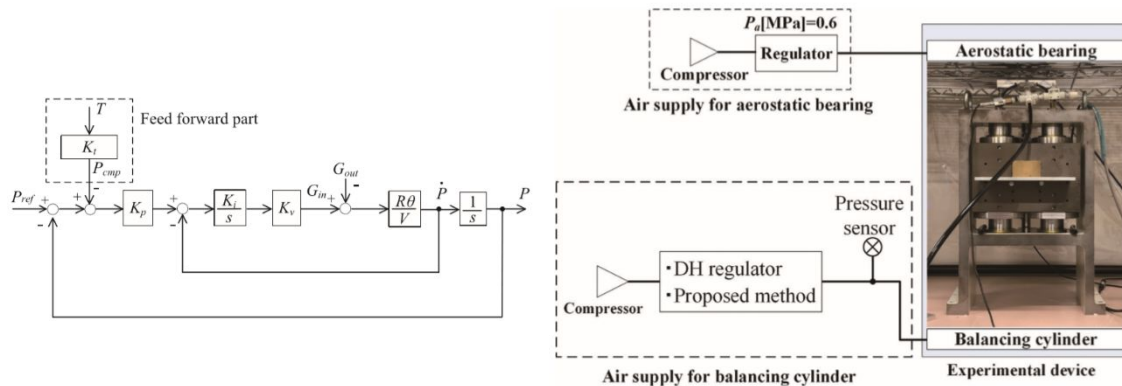 T
Feed forward part
K_t
P_cmp
-
P_ref
+
-
+
K_p
+
-
K_i
s
K_v
G_in
+
G_out
-
Rθ
V
Ṗ
1
s
P
P_a[MPa]=0.6
Compressor
Regulator
Air supply for aerostatic bearing
Aerostatic bearing
Pressure
sensor
Compressor
・DH regulator
・Proposed method
Air supply for balancing cylinder
Balancing cylinder
Experimental device